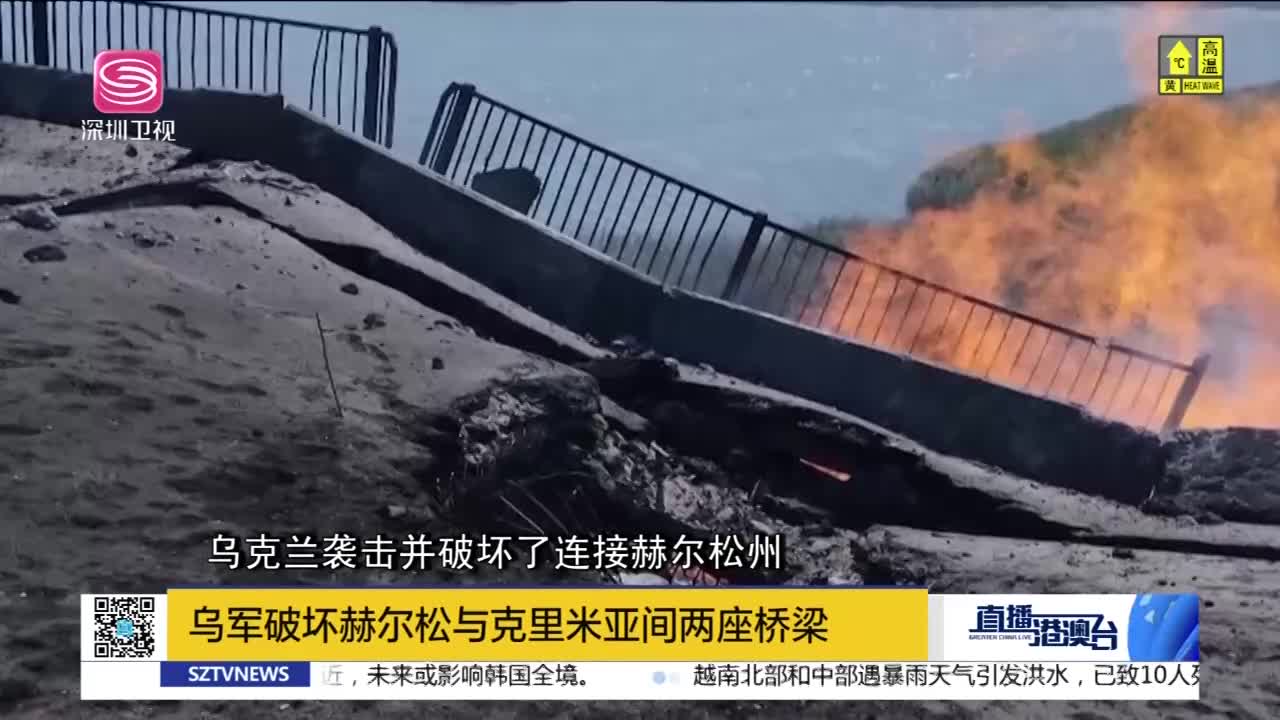 高温
℃
黄 HEAT WAVE
深圳卫视
乌克兰袭击并破坏了连接赫尔松州
乌军破坏赫尔松与克里米亚间两座桥梁
直播港澳台
GREATER CHINA LIVE
SZTVNEWS
近，未来或影响韩国全境。 越南北部和中部遇暴雨天气引发洪水，已致10人